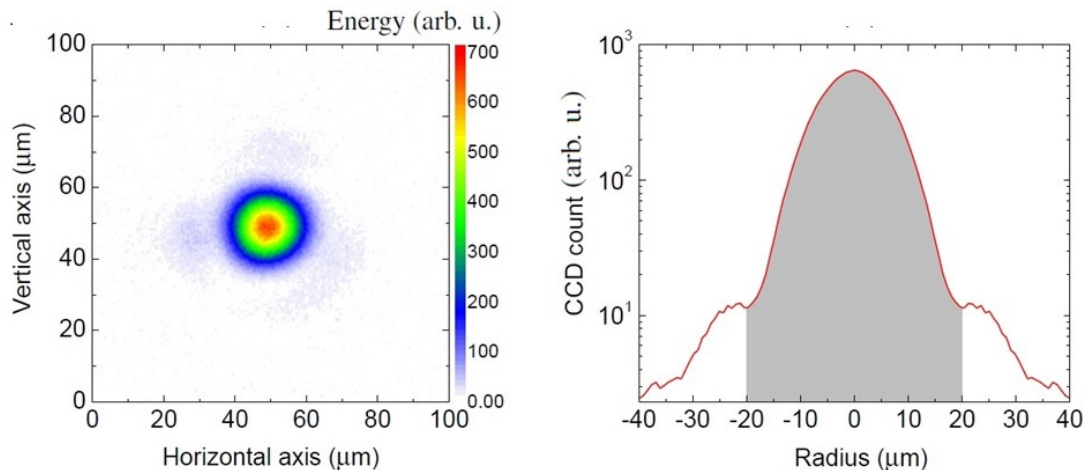 Energy (arb. u.)
100
80
60
40
20
0
Vertical axis (μm)
0 20 40 60 80 100
Horizontal axis (μm)
700
600
500
400
300
200
100
0.00
10³
10²
10¹
CCD count (arb. u.)
-40 -30 -20 -10 0 10 20 30 40
Radius (μm)